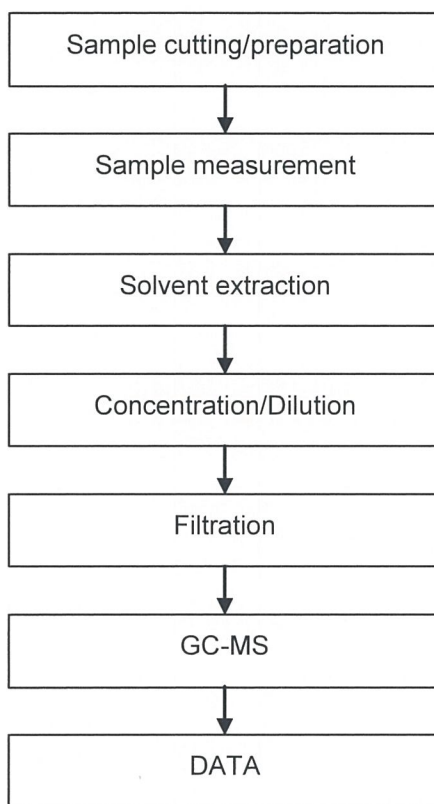 Sample cutting/preparation
Sample measurement
Solvent extraction
Concentration/Dilution
Filtration
GC-MS
DATA